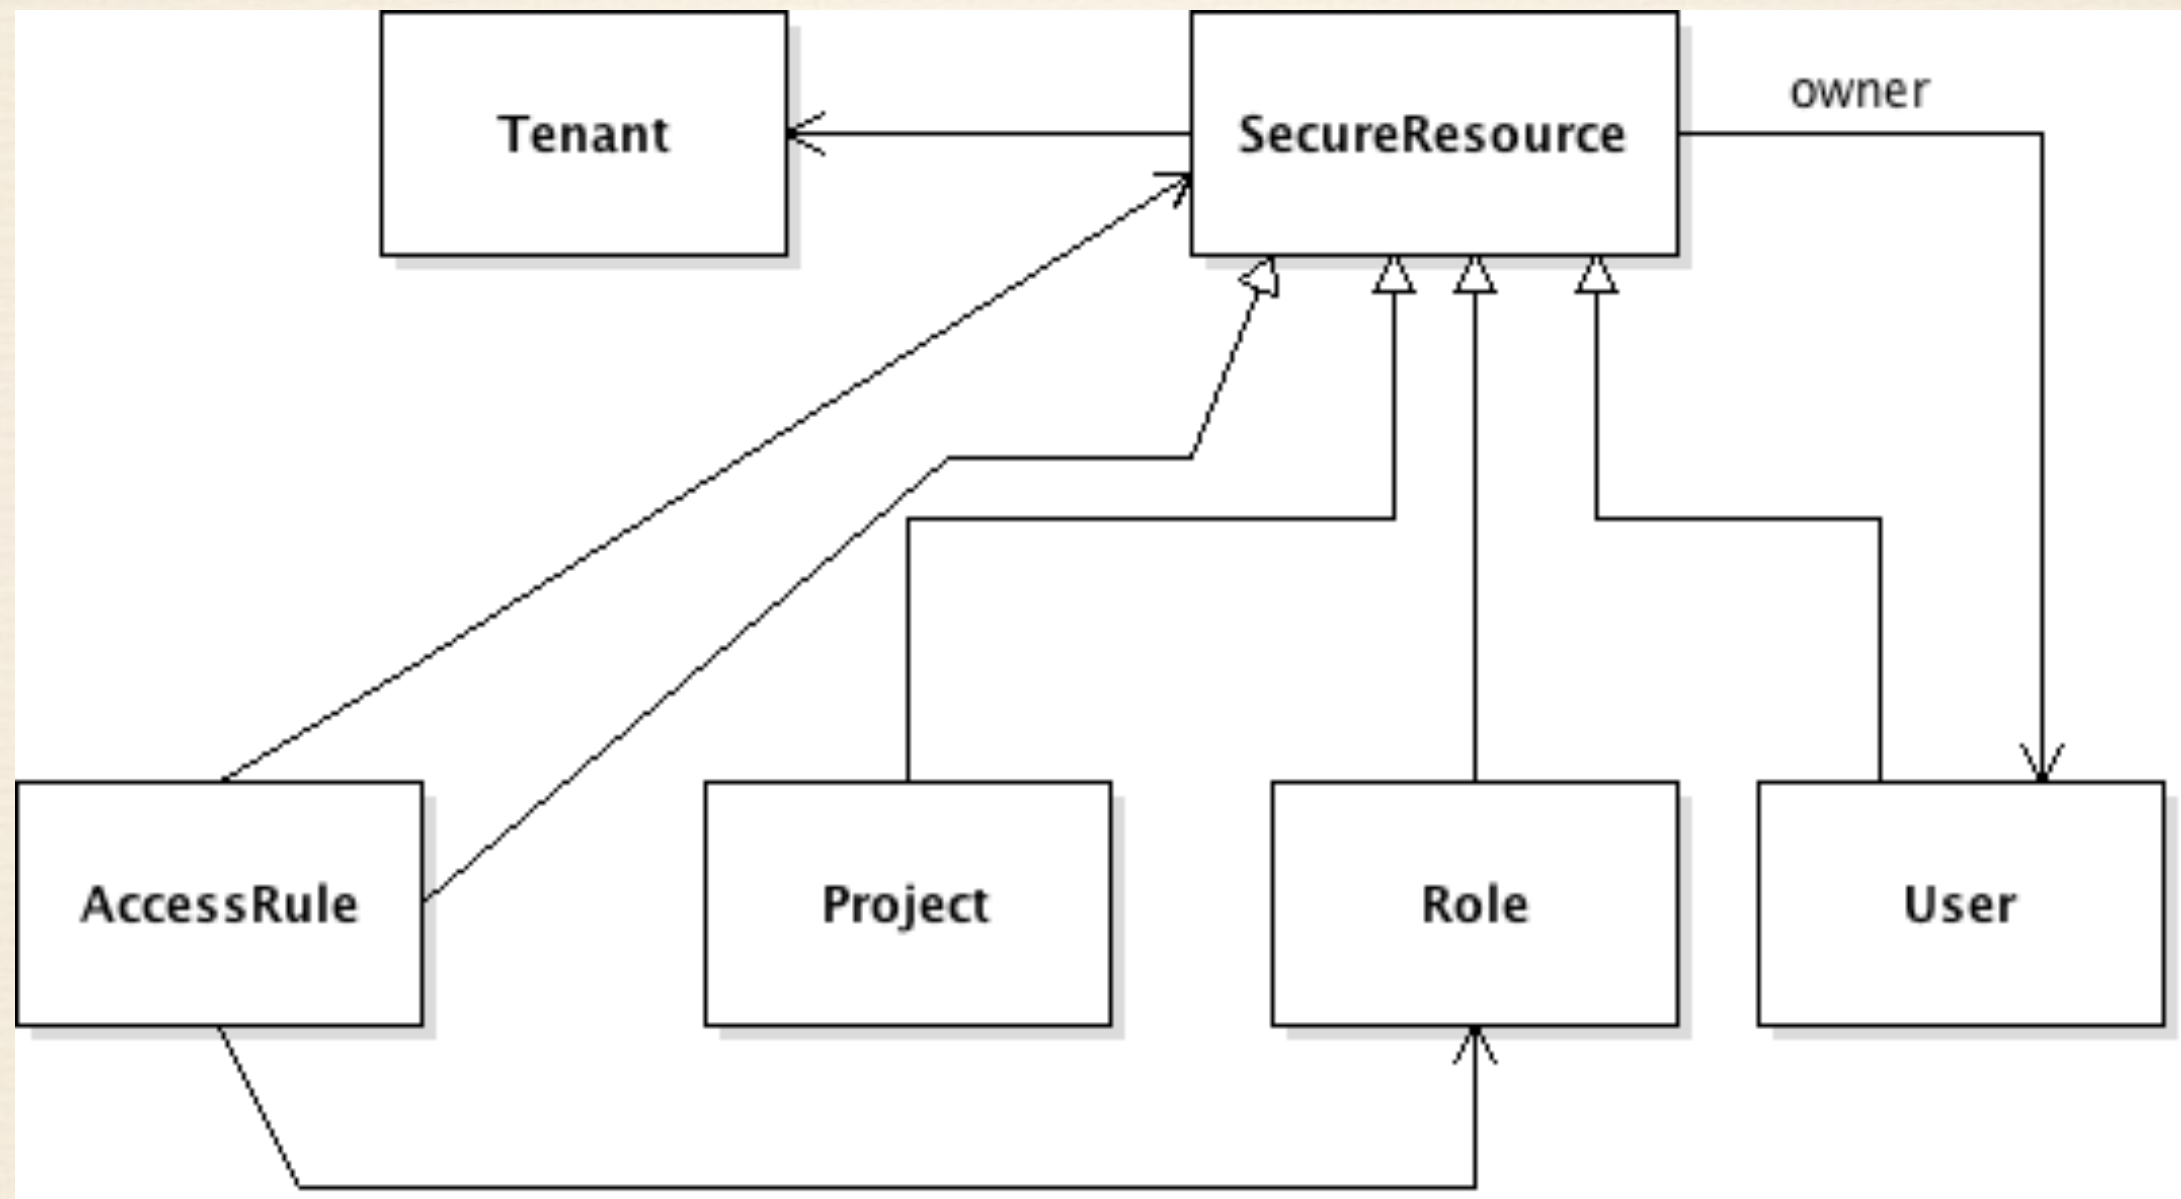 owner
Tenant
SecureResource
AccessRule
Project
Role
User